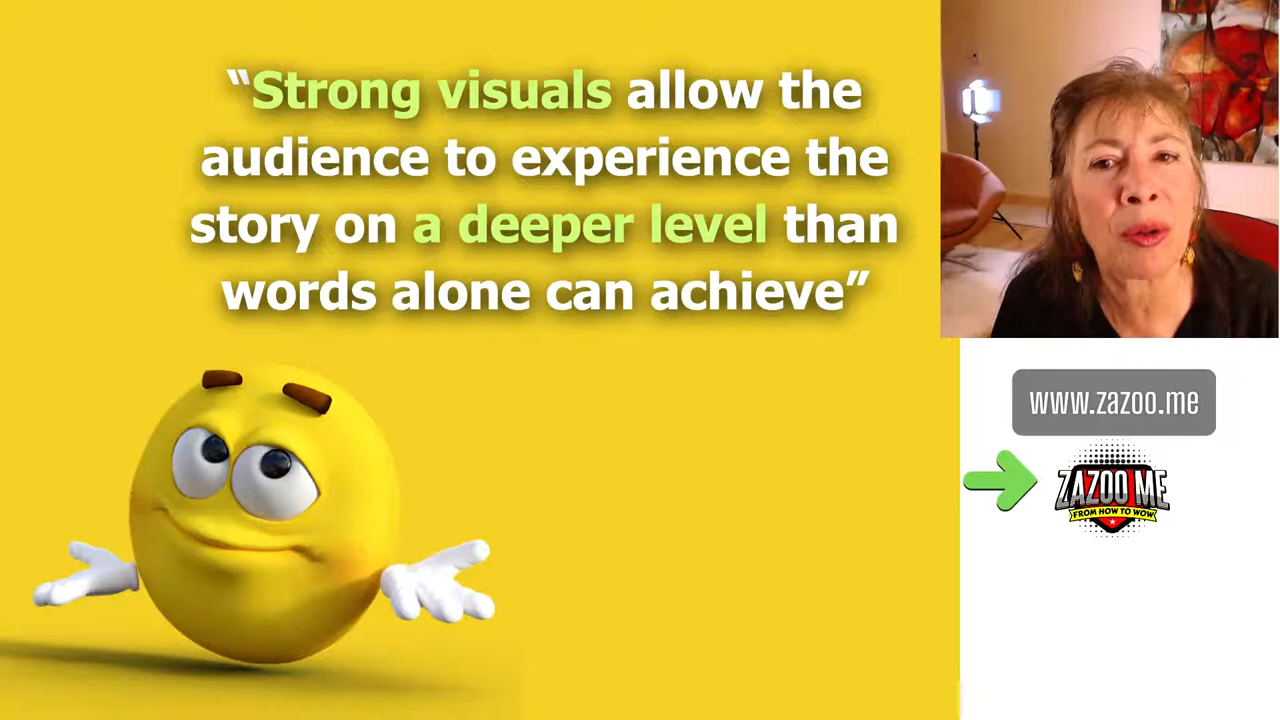 “Strong visuals allow the
audience to experience the
story on a deeper level than
words alone can achieve”
www.zazoo.me
ZAZOO ME
FROM HOW TO WOW